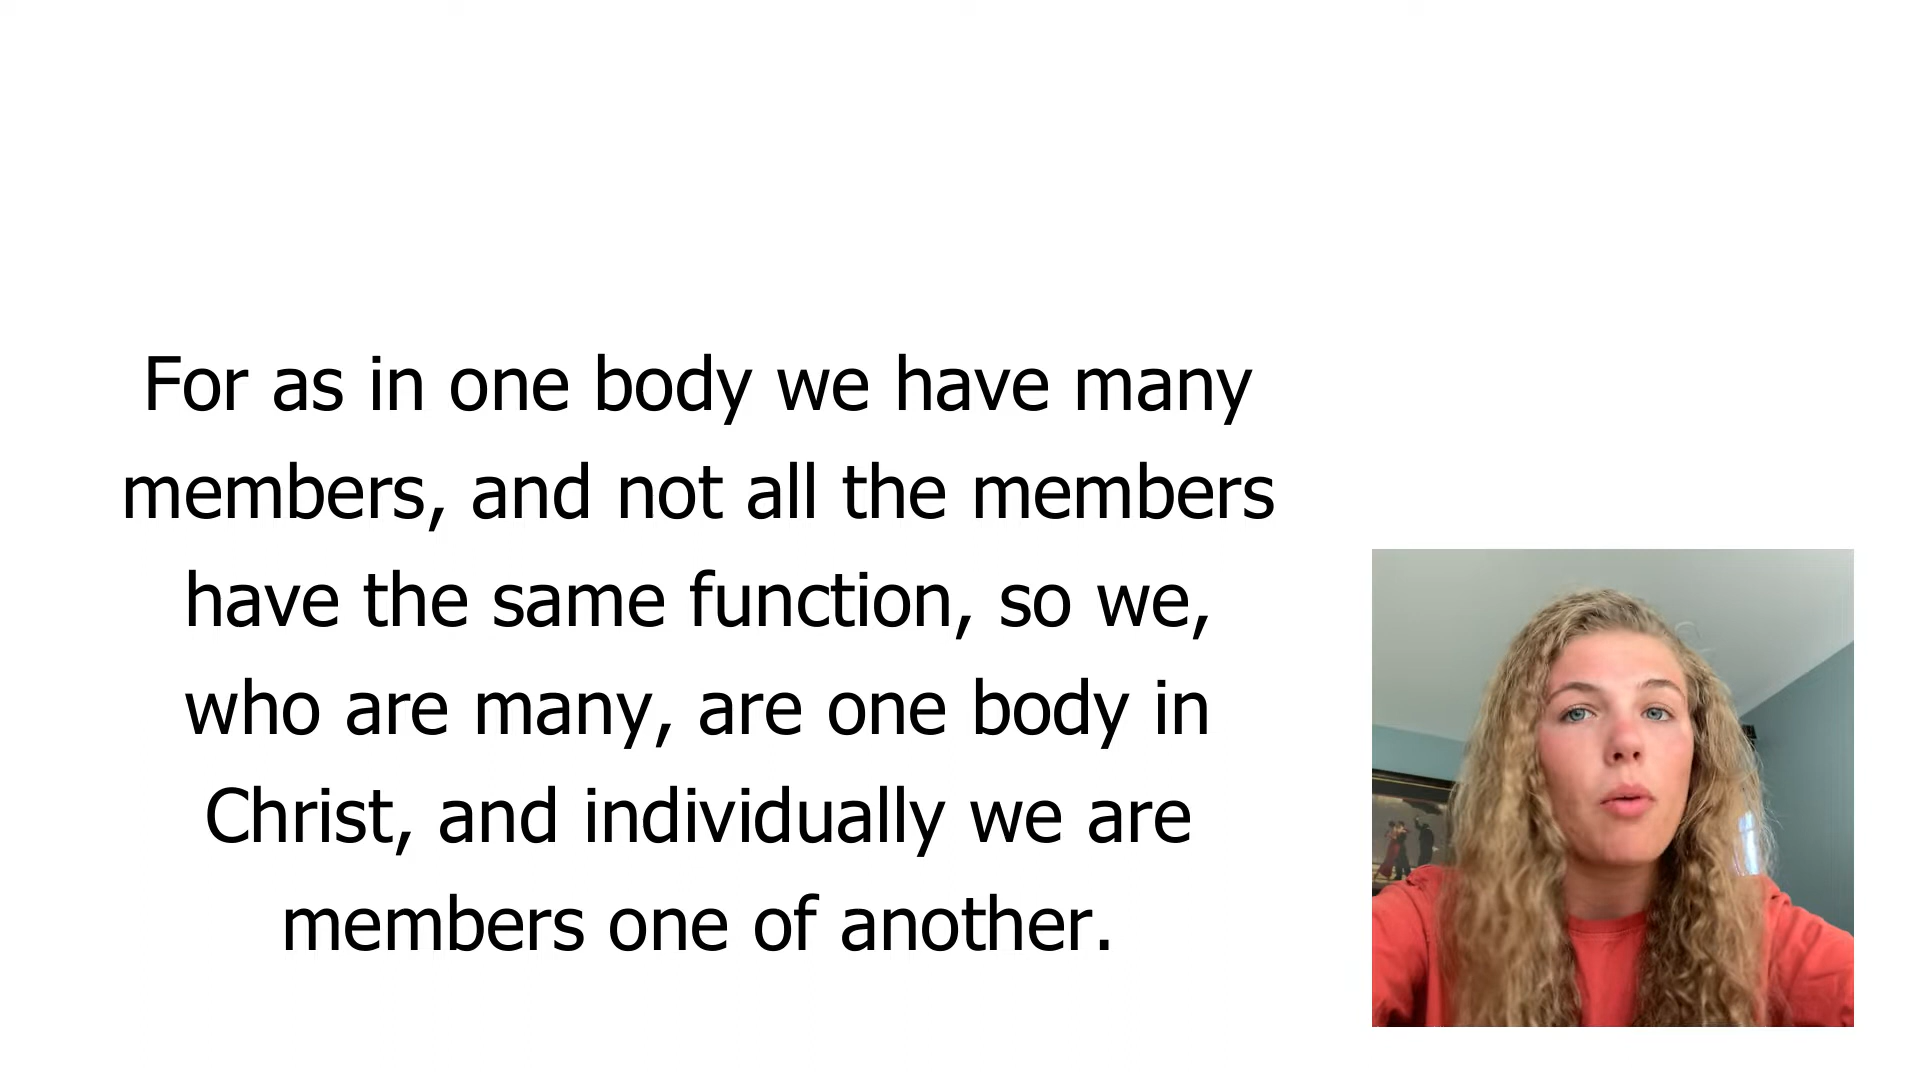 For as in one body we have many
members, and not all the members
have the same function, so we,
who are many, are one body in
Christ, and individually we are
members one of another.